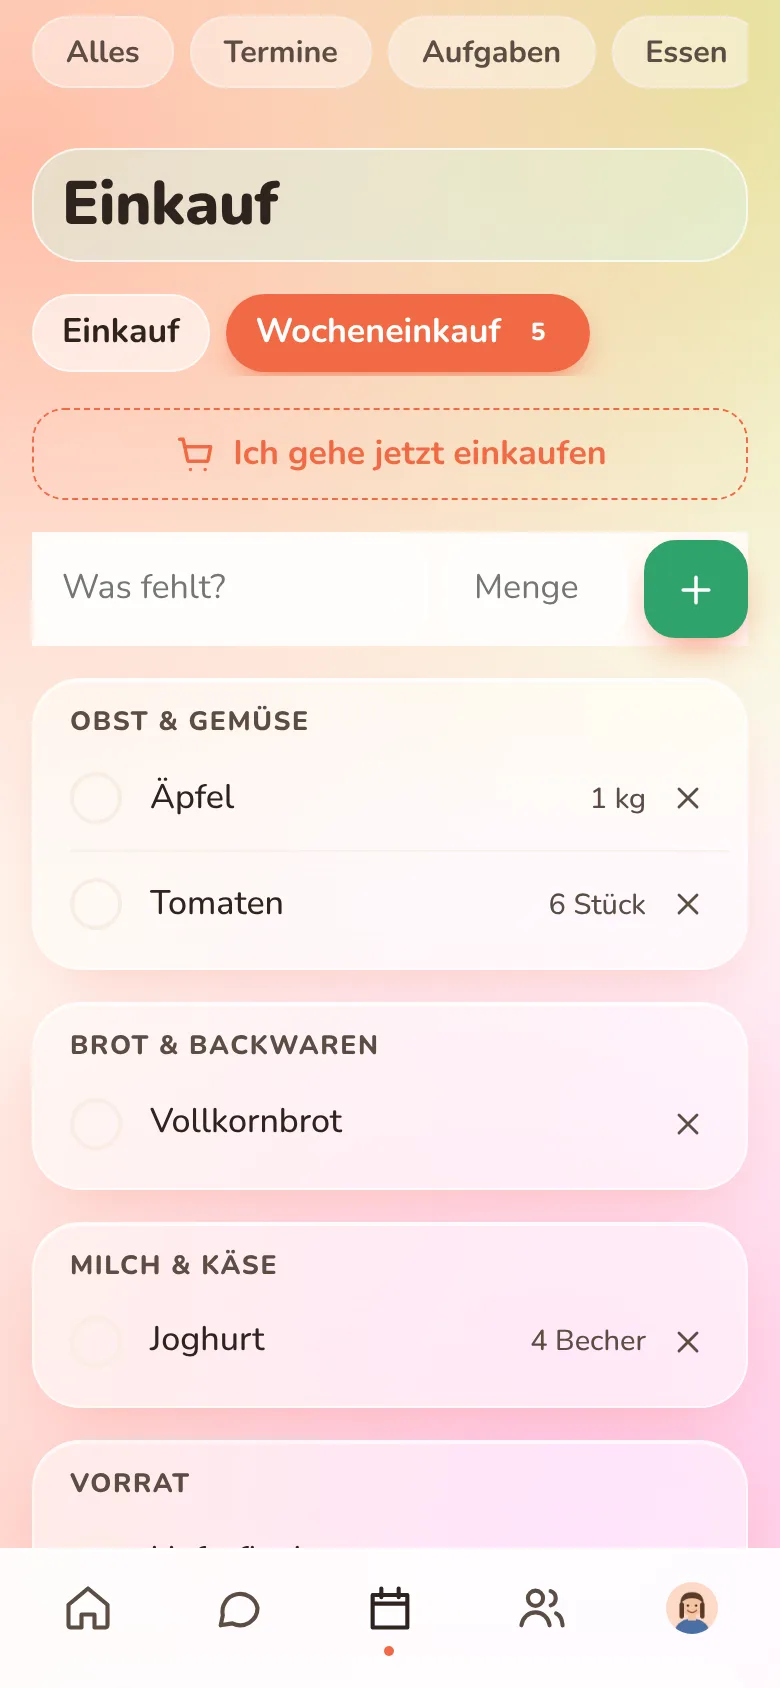 Alles Termine Aufgaben Essen
Einkauf
Einkauf Wocheneinkauf 5
Ich gehe jetzt einkaufen
Was fehlt? Menge
OBST & GEMÜSE
Äpfel 1 kg
Tomaten 6 Stück
BROT & BACKWAREN
Vollkornbrot
MILCH & KÄSE
Joghurt 4 Becher
VORRAT